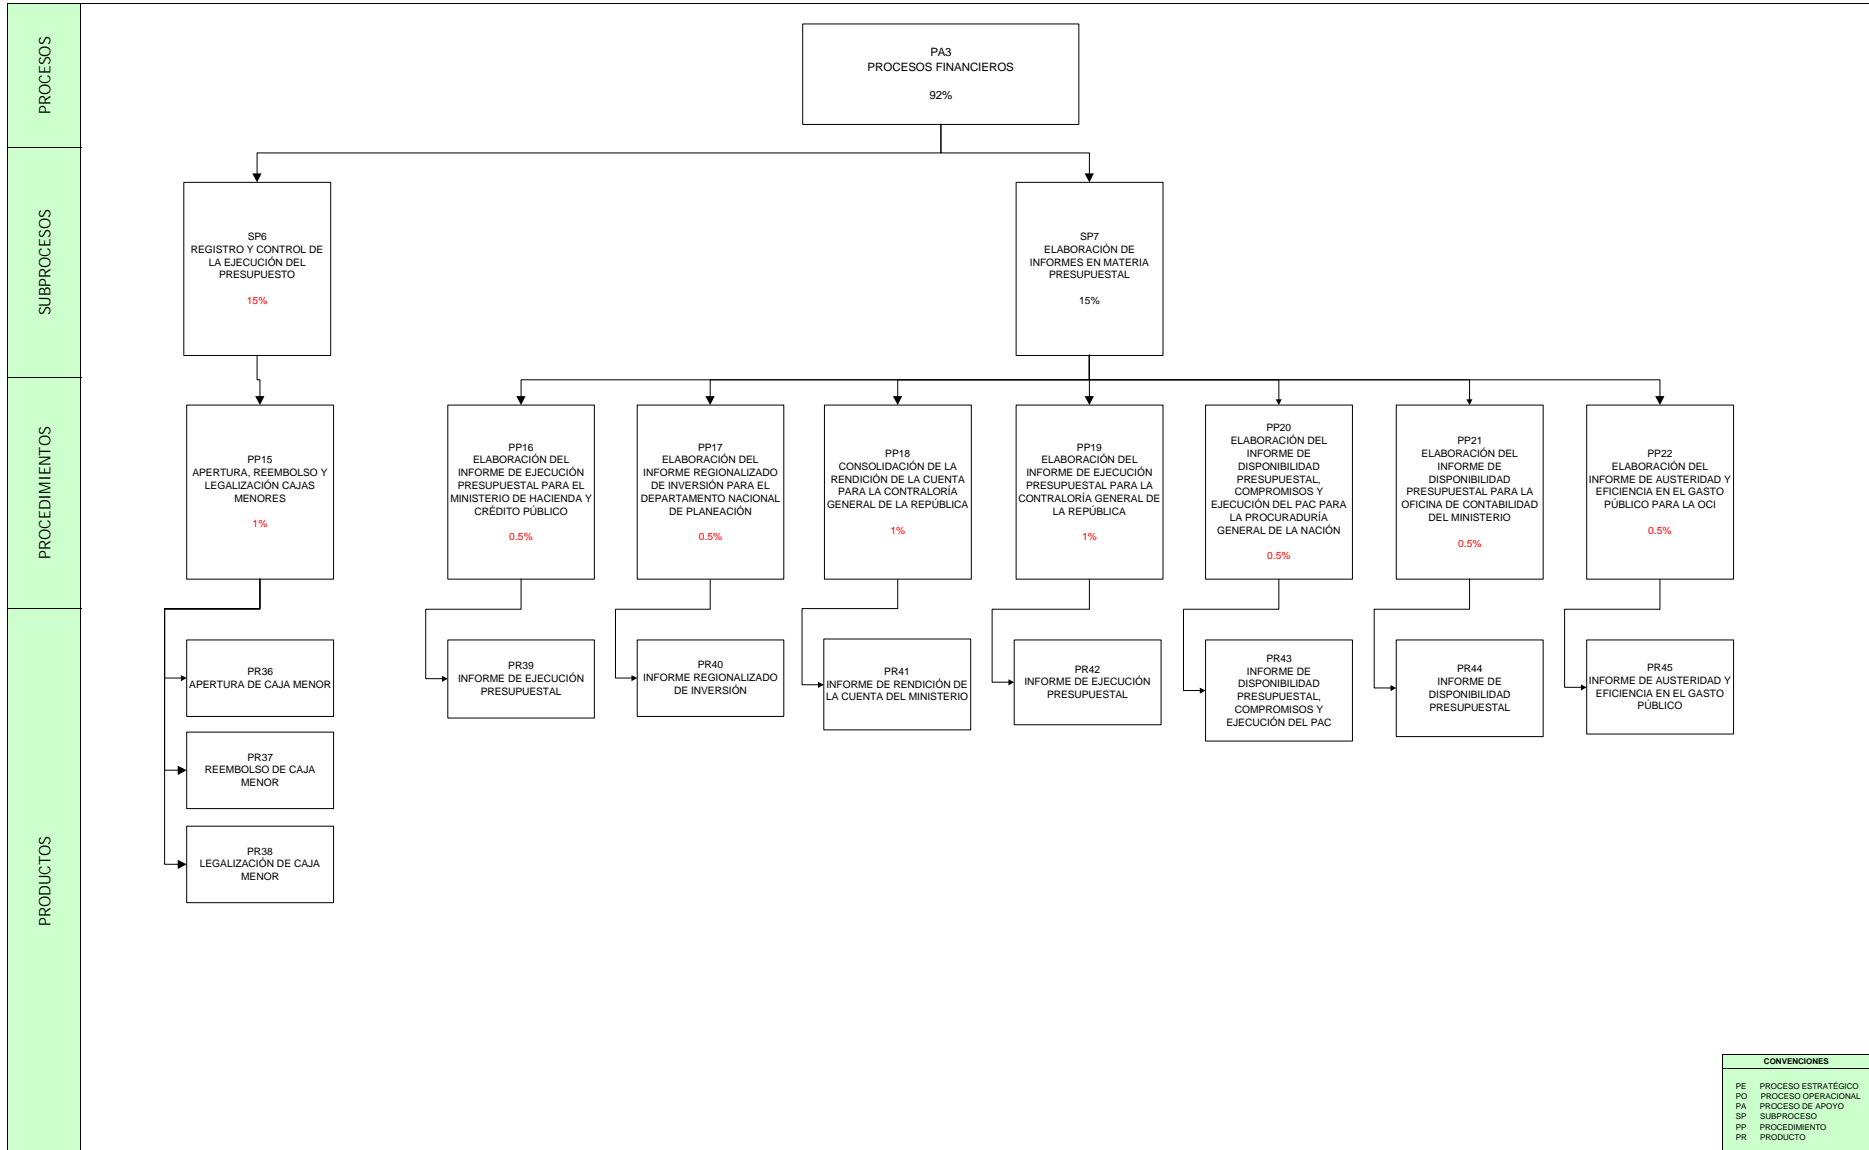 PROCESOS
PA3
PROCESOS FINANCIEROS
92%
SUBPROCESOS
SP6
REGISTRO Y CONTROL DE
LA EJECUCIÓN DEL
PRESUPUESTO
15%
SP7
ELABORACIÓN DE
INFORMES EN MATERIA
PRESUPUESTAL
15%
PROCEDIMIENTOS
PP15
APERTURA, REEMBOLSO Y
LEGALIZACIÓN CAJAS
MENORES
1%
PP16
ELABORACIÓN DEL
INFORME DE EJECUCIÓN
PRESUPUESTAL PARA EL
MINISTERIO DE HACIENDA Y
CRÉDITO PÚBLICO
0.5%
PP17
ELABORACIÓN DEL
INFORME REGIONALIZADO
DE INVERSIÓN PARA EL
DEPARTAMENTO NACIONAL
DE PLANEACIÓN
0.5%
PP18
CONSOLIDACIÓN DE LA
RENDICIÓN DE LA CUENTA
PARA LA CONTRALORÍA
GENERAL DE LA REPÚBLICA
1%
PP19
ELABORACIÓN DEL
INFORME DE EJECUCIÓN
PRESUPUESTAL PARA LA
CONTRALORÍA GENERAL DE
LA REPÚBLICA
1%
PP20
ELABORACIÓN DEL
INFORME DE
DISPONIBILIDAD
PRESUPUESTAL,
COMPROMISOS Y
EJECUCIÓN DEL PAC PARA
LA PROCURADURÍA
GENERAL DE LA NACIÓN
0.5%
PP21
ELABORACIÓN DEL
INFORME DE
DISPONIBILIDAD
PRESUPUESTAL PARA LA
OFICINA DE CONTABILIDAD
DEL MINISTERIO
0.5%
PP22
ELABORACIÓN DEL
INFORME DE AUSTERIDAD Y
EFICIENCIA EN EL GASTO
PÚBLICO PARA LA OCI
0.5%
PRODUCTOS
PR36
APERTURA DE CAJA MENOR
PR37
REEMBOLSO DE CAJA
MENOR
PR38
LEGALIZACIÓN DE CAJA
MENOR
PR39
INFORME DE EJECUCIÓN
PRESUPUESTAL
PR40
INFORME REGIONALIZADO
DE INVERSIÓN
PR41
INFORME DE RENDICIÓN DE
LA CUENTA DEL MINISTERIO
PR42
INFORME DE EJECUCIÓN
PRESUPUESTAL
PR43
INFORME DE
DISPONIBILIDAD
PRESUPUESTAL,
COMPROMISOS Y
EJECUCIÓN DEL PAC
PR44
INFORME DE
DISPONIBILIDAD
PRESUPUESTAL
PR45
INFORME DE AUSTERIDAD Y
EFICIENCIA EN EL GASTO
PÚBLICO
CONVENCIONES
PE PROCESO ESTRATÉGICO
PO PROCESO OPERACIONAL
PA PROCESO DE APOYO
SP SUBPROCESO
PP PROCEDIMIENTO
PR PRODUCTO